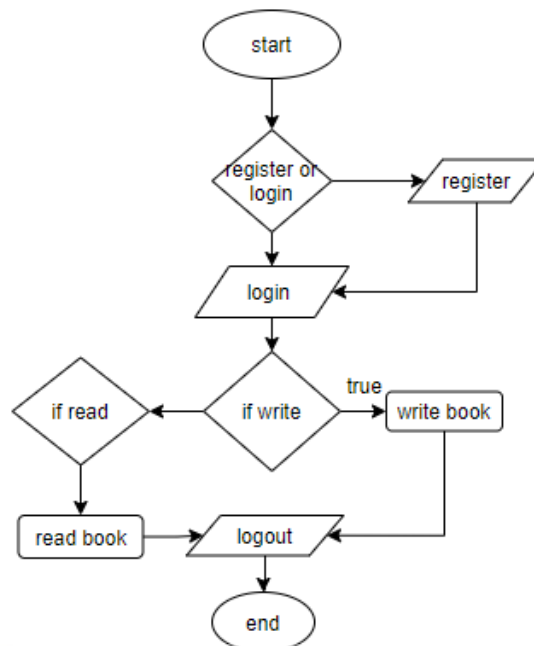 start
register or
login
register
login
if read
if write
true
write book
read book
logout
end